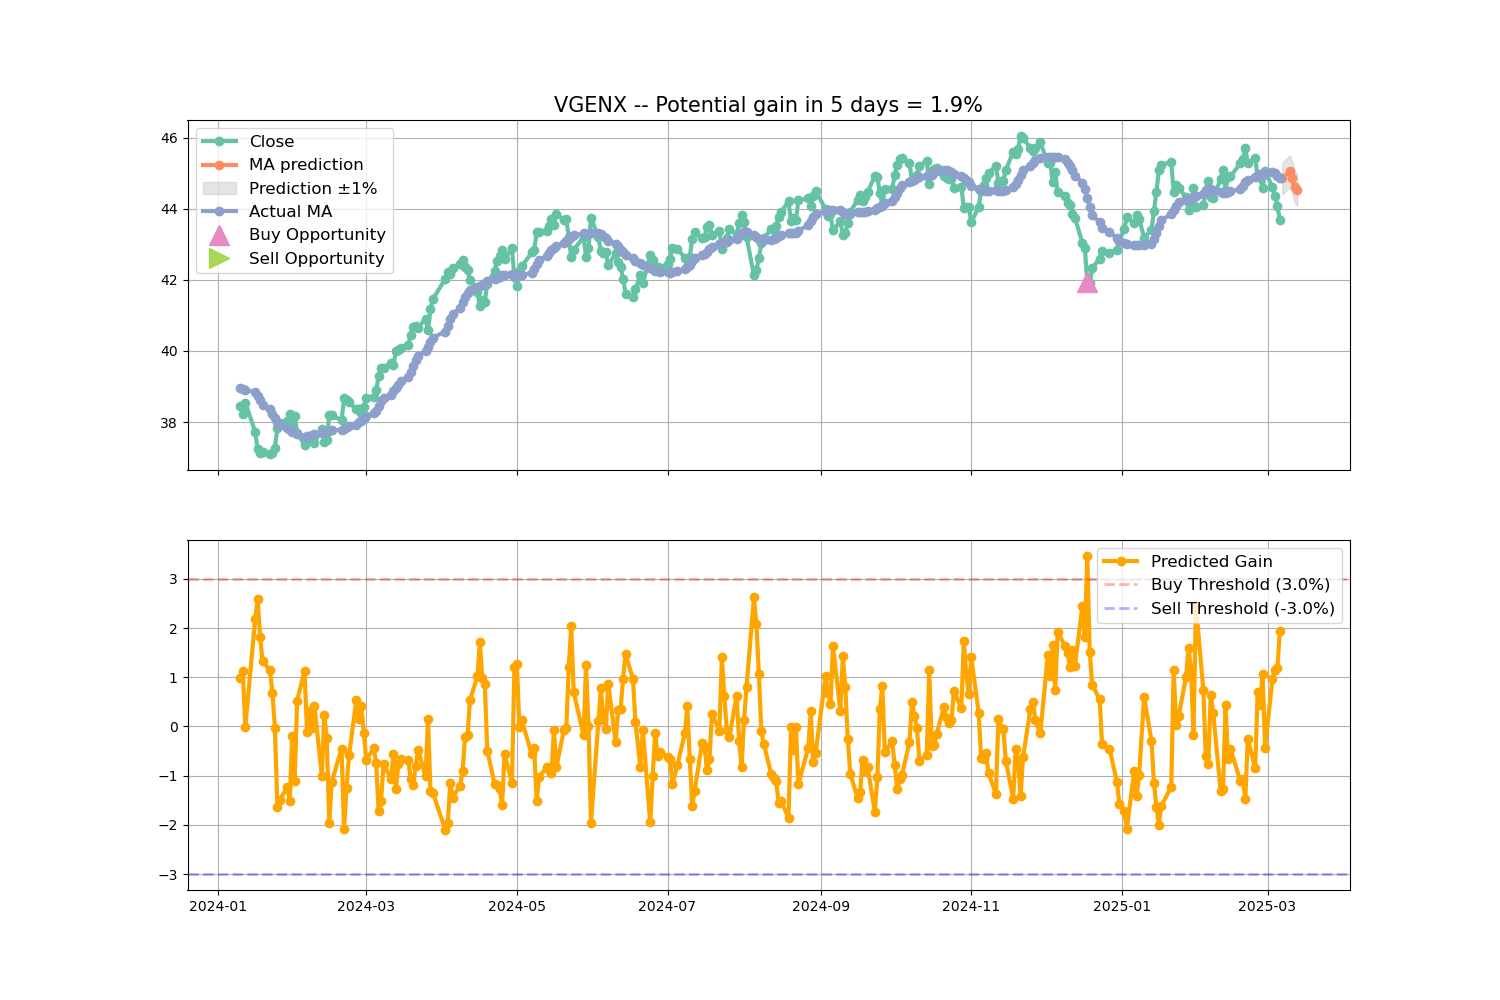 VGENX -- Potential gain in 5 days = 1.9%
46
44
42
40
38
Close
MA prediction
Prediction ±1%
Actual MA
Buy Opportunity
Sell Opportunity
3
2
1
0
−1
−2
−3
Predicted Gain
Buy Threshold (3.0%)
Sell Threshold (-3.0%)
2024-01 2024-03 2024-05 2024-07 2024-09 2024-11 2025-01 2025-03